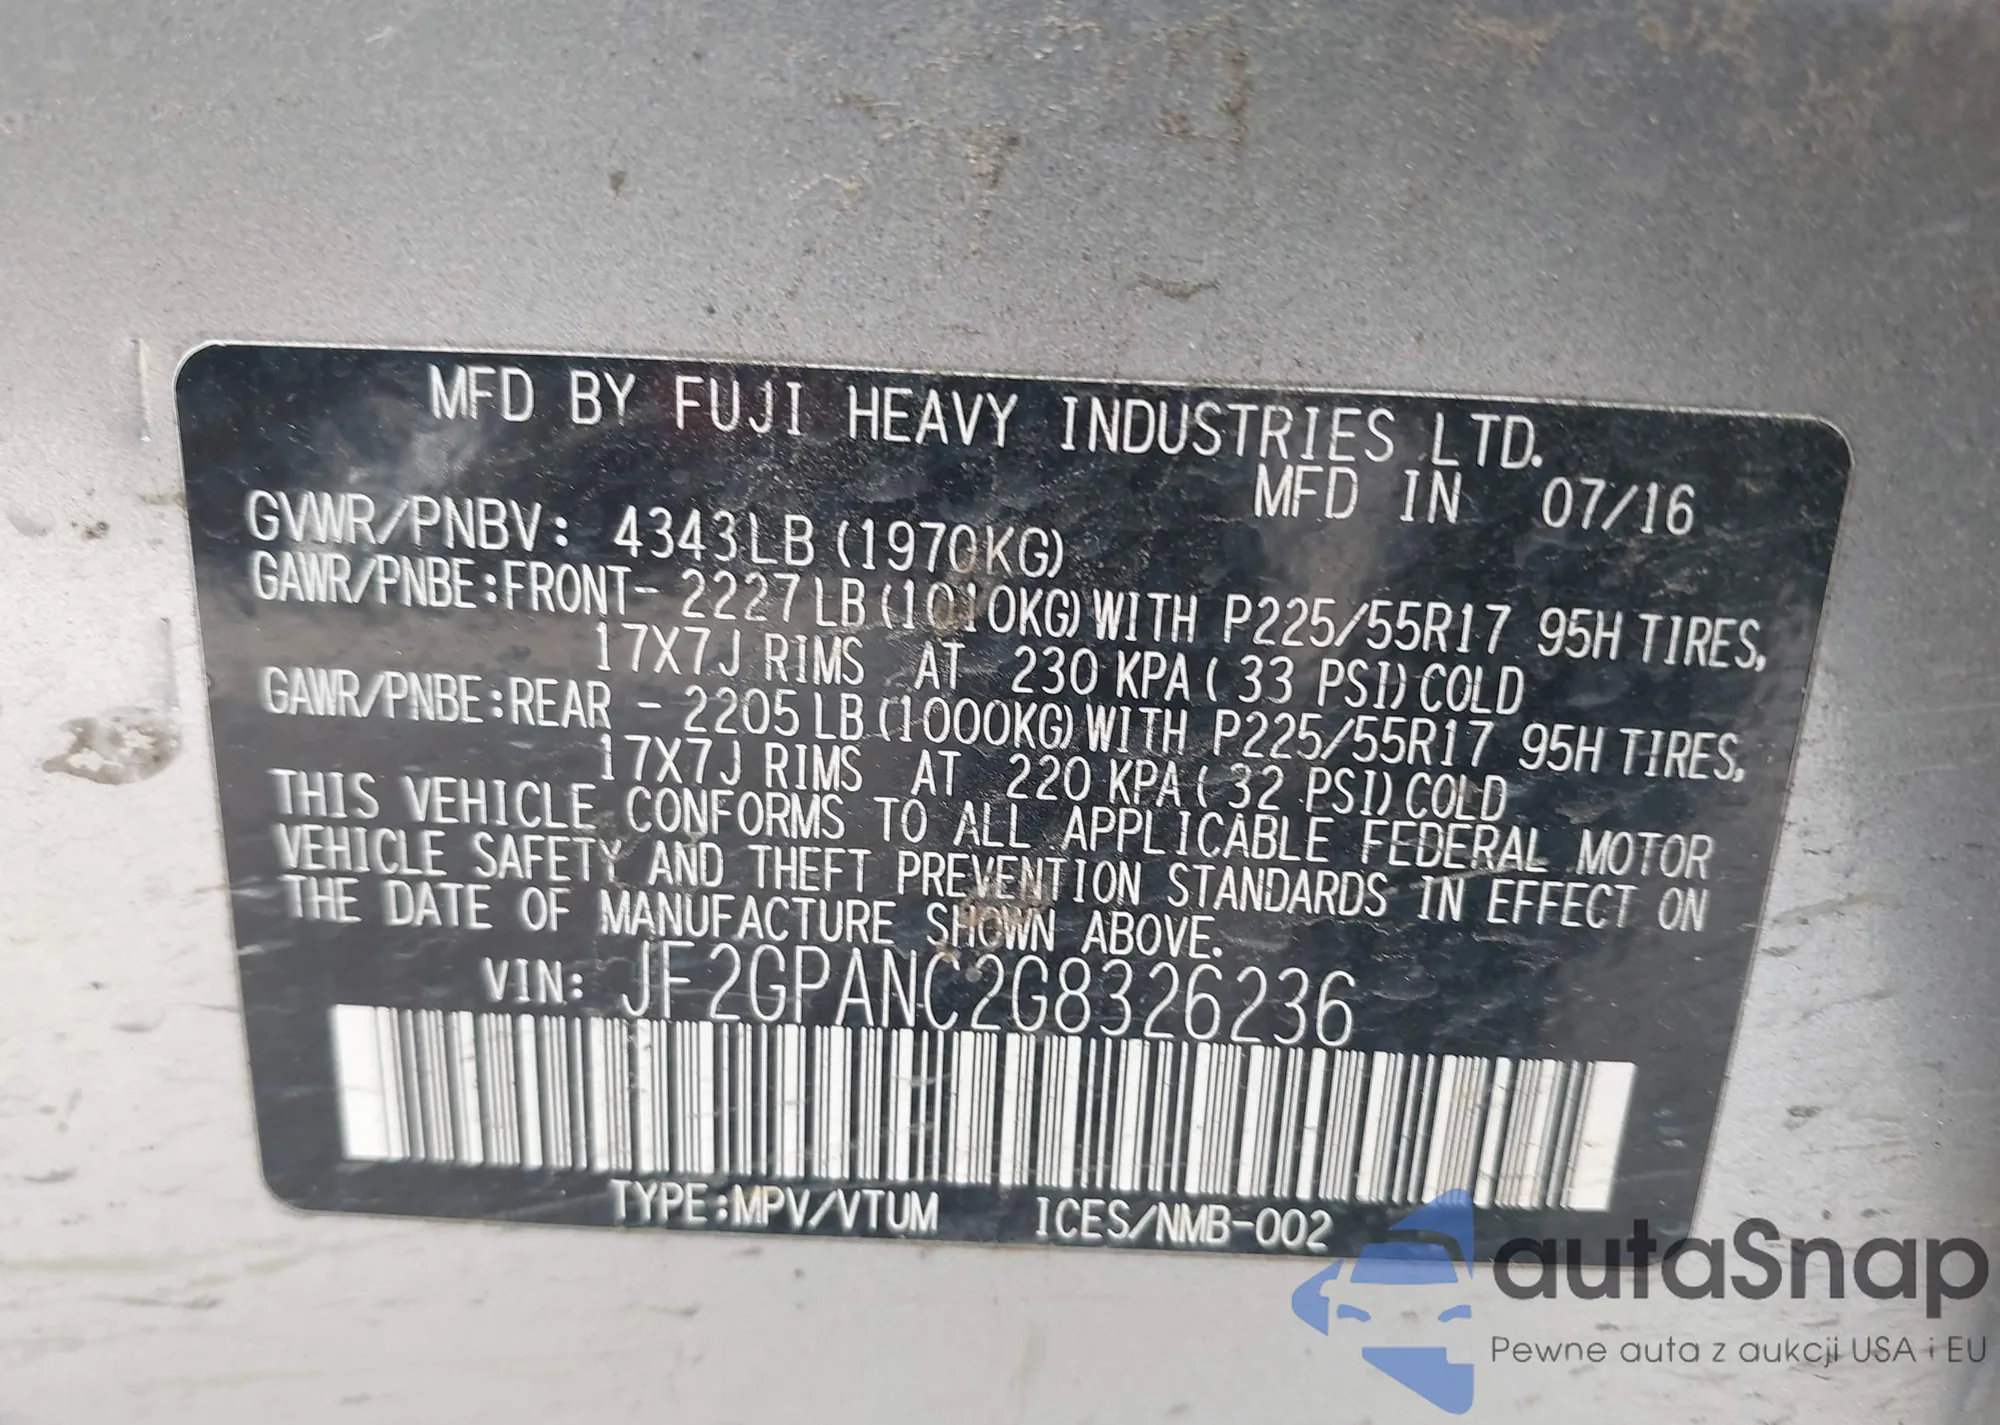 MFD BY FUJI HEAVY INDUSTRIES LTD.
MFD IN 07/16
GVWR/PNBV: 4343LB(1970KG)
GAWR/PNBE:FRONT- 2227LB(1010KG)WITH P225/55R17 95H TIRES,
17X7J RIMS AT 230 KPA( 33 PSI)COLD
GAWR/PNBE:REAR - 2205LB(1000KG)WITH P225/55R17 95H TIRES,
17X7J RIMS AT 220 KPA( 32 PSI)COLD
THIS VEHICLE CONFORMS TO ALL APPLICABLE FEDERAL MOTOR
VEHICLE SAFETY AND THEFT PREVENTION STANDARDS IN EFFECT ON
THE DATE OF MANUFACTURE SHOWN ABOVE.
VIN: JF2GPANC2G8326236
TYPE:MPV/VTUM ICES/NMB-002
autaSnap
Pewne auta z aukcji USA i EU